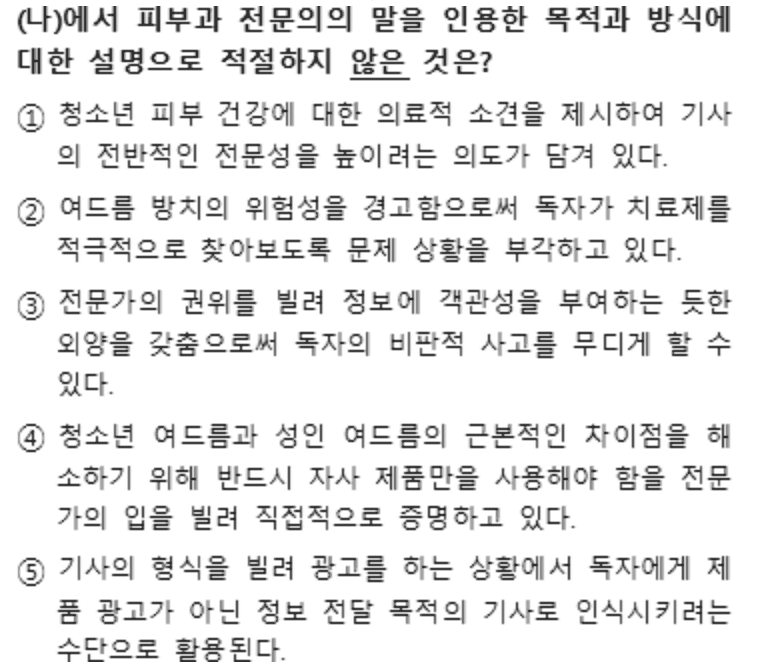 (나)에서 피부과 전문의의 말을 인용한 목적과 방식에
대한 설명으로 적절하지 않은 것은?
① 청소년 피부 건강에 대한 의료적 소견을 제시하여 기사
의 전반적인 전문성을 높이려는 의도가 담겨 있다.
② 여드름 방치의 위험성을 경고함으로써 독자가 치료제를
적극적으로 찾아보도록 문제 상황을 부각하고 있다.
③ 전문가의 권위를 빌려 정보에 객관성을 부여하는 듯한
외양을 갖춤으로써 독자의 비판적 사고를 무디게 할 수
있다.
④ 청소년 여드름과 성인 여드름의 근본적인 차이점을 해
소하기 위해 반드시 자사 제품만을 사용해야 함을 전문
가의 입을 빌려 직접적으로 증명하고 있다.
⑤ 기사의 형식을 빌려 광고를 하는 상황에서 독자에게 제
품 광고가 아닌 정보 전달 목적의 기사로 인식시키려는
수단으로 활용된다.